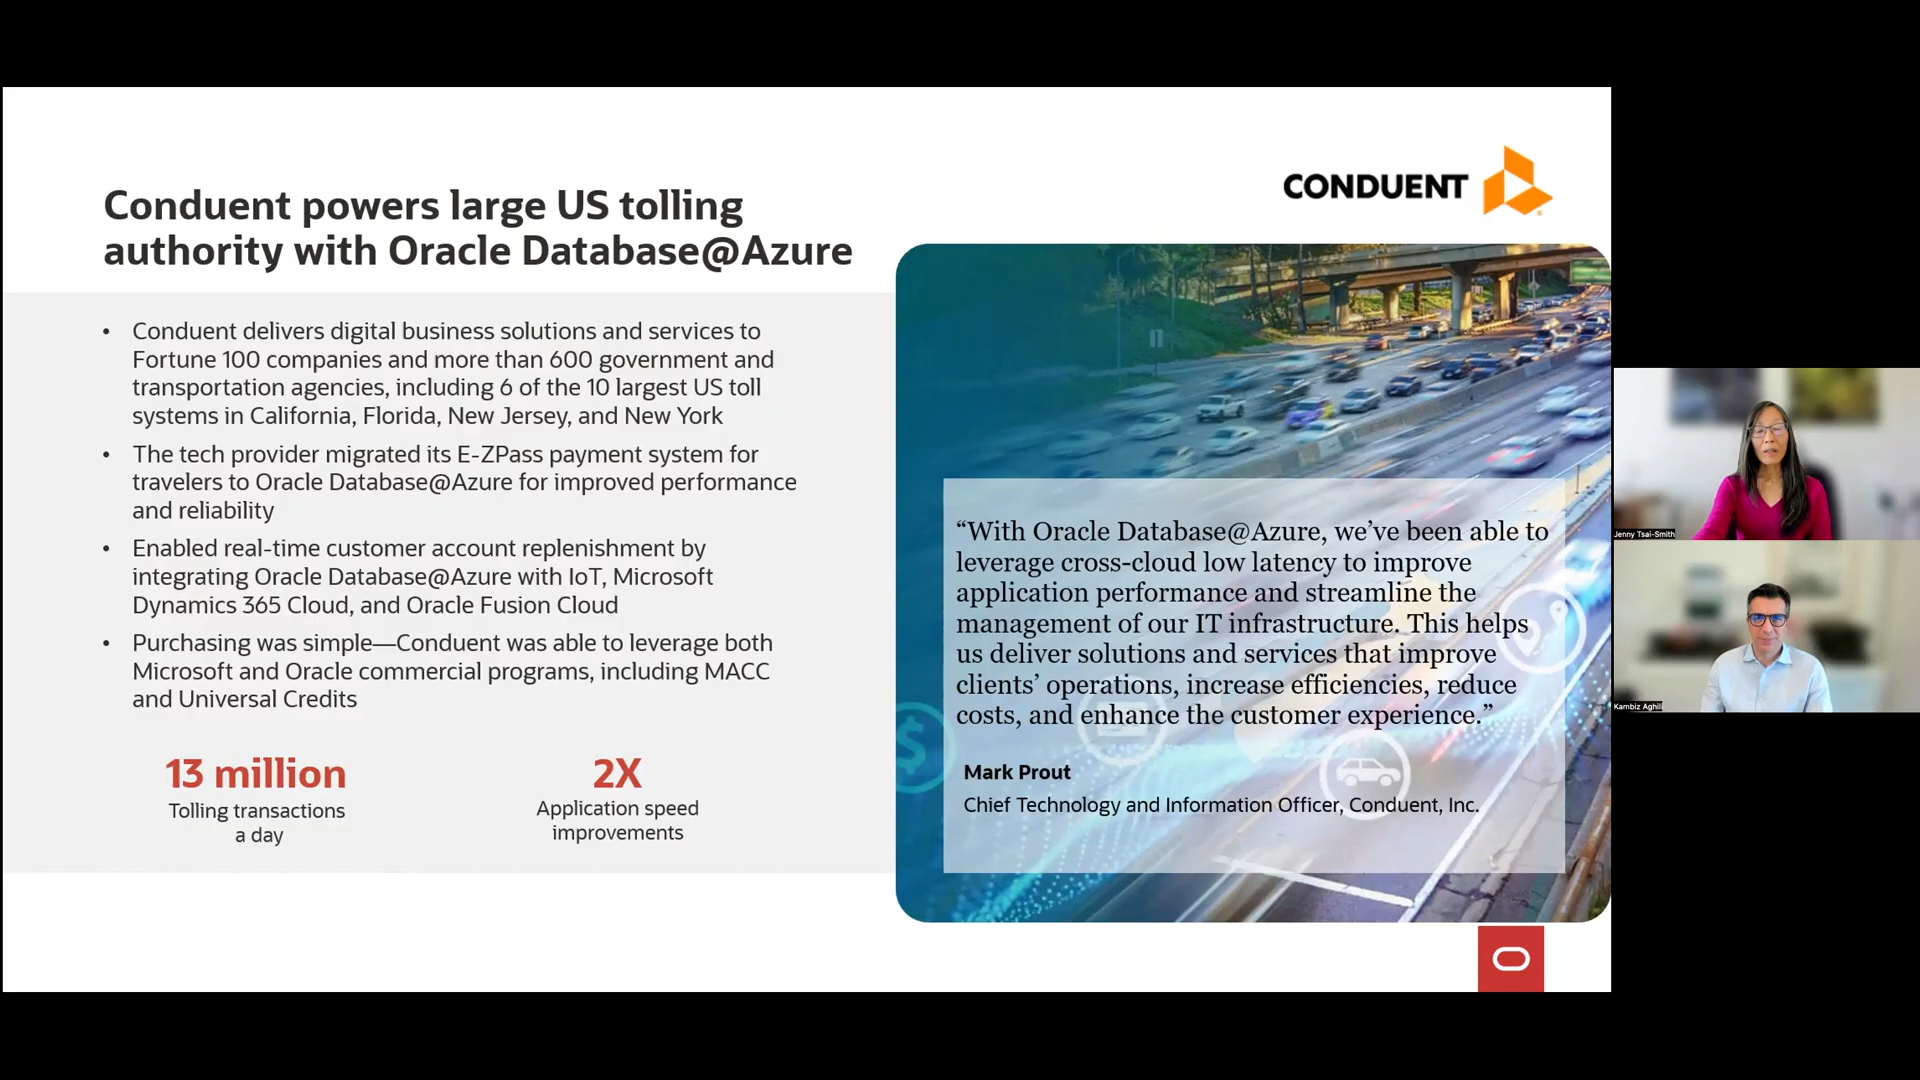 CONDUENT
Conduent powers large US tolling
authority with Oracle Database@Azure
• Conduent delivers digital business solutions and services to
Fortune 100 companies and more than 600 government and
transportation agencies, including 6 of the 10 largest US toll
systems in California, Florida, New Jersey, and New York
• The tech provider migrated its E-ZPass payment system for
travelers to Oracle Database@Azure for improved performance
and reliability
• Enabled real-time customer account replenishment by
integrating Oracle Database@Azure with IoT, Microsoft
Dynamics 365 Cloud, and Oracle Fusion Cloud
• Purchasing was simple—Conduent was able to leverage both
Microsoft and Oracle commercial programs, including MACC
and Universal Credits
13 million
Tolling transactions
a day
2X
Application speed
improvements
“With Oracle Database@Azure, we’ve been able to
leverage cross-cloud low latency to improve
application performance and streamline the
management of our IT infrastructure. This helps
us deliver solutions and services that improve
clients’ operations, increase efficiencies, reduce
costs, and enhance the customer experience.”
Mark Prout
Chief Technology and Information Officer, Conduent, Inc.
Jenny Tsai-Smith
Kambiz Aghili